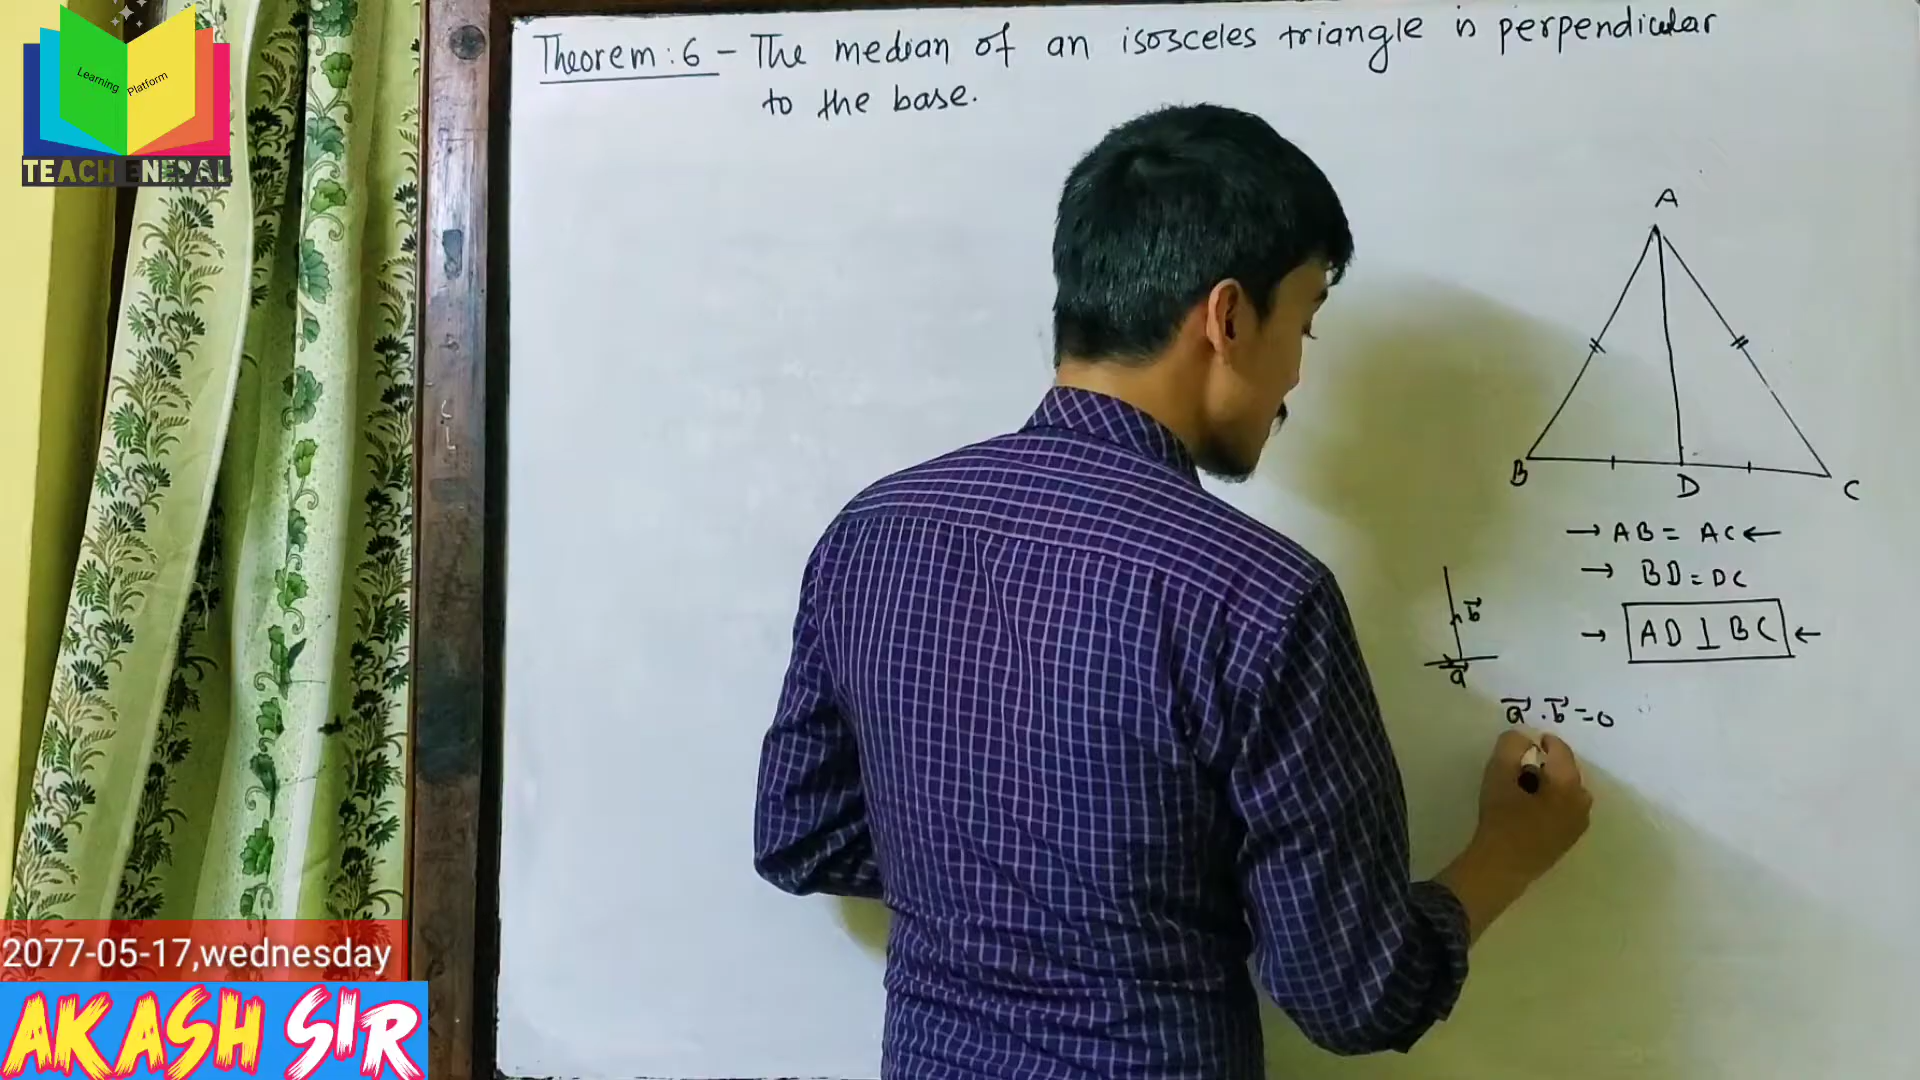 Learning Platform
TEACH ENEPAL
Theorem : 6 - The median of an isosceles triangle is perpendicular
to the base.
A
B
D
C
→ AB = AC ←
→ BD = DC
→ AD ⊥ BC ←
b⃗
a⃗
a⃗ . b⃗ = 0
2077-05-17,wednesday
AKASH SIR